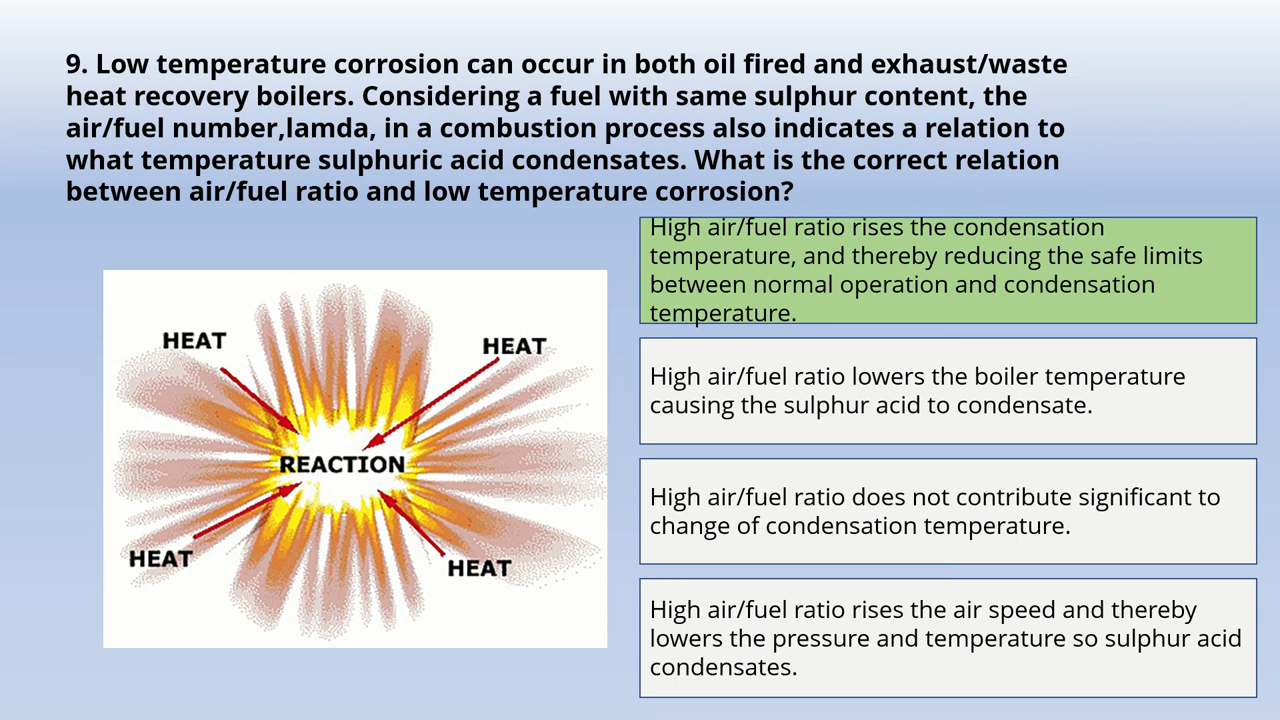 9. Low temperature corrosion can occur in both oil fired and exhaust/waste
heat recovery boilers. Considering a fuel with same sulphur content, the
air/fuel number,lamda, in a combustion process also indicates a relation to
what temperature sulphuric acid condensates. What is the correct relation
between air/fuel ratio and low temperature corrosion?
High air/fuel ratio rises the condensation
temperature, and thereby reducing the safe limits
between normal operation and condensation
temperature.
High air/fuel ratio lowers the boiler temperature
causing the sulphur acid to condensate.
High air/fuel ratio does not contribute significant to
change of condensation temperature.
High air/fuel ratio rises the air speed and thereby
lowers the pressure and temperature so sulphur acid
condensates.
HEAT
HEAT
REACTION
HEAT
HEAT